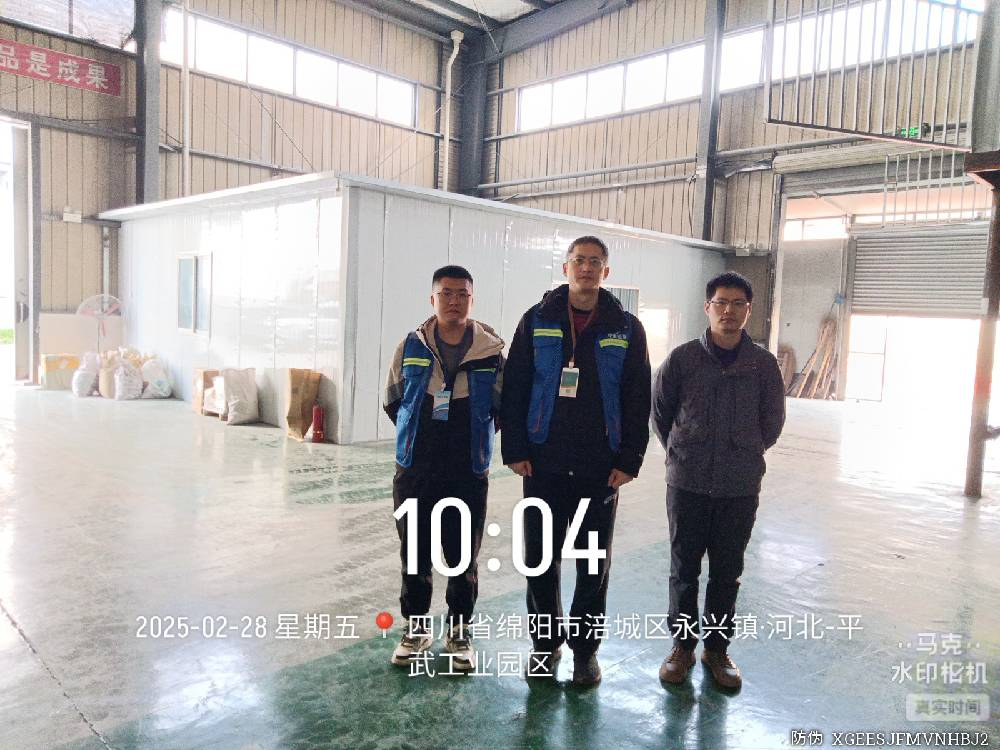 品是成果
10:04
2025-02-28 星期五 📍 四川省绵阳市涪城区永兴镇·河北-平
武工业园区
马克
水印相机
真实时间
防伪 XGEESJFMVNHBJ2